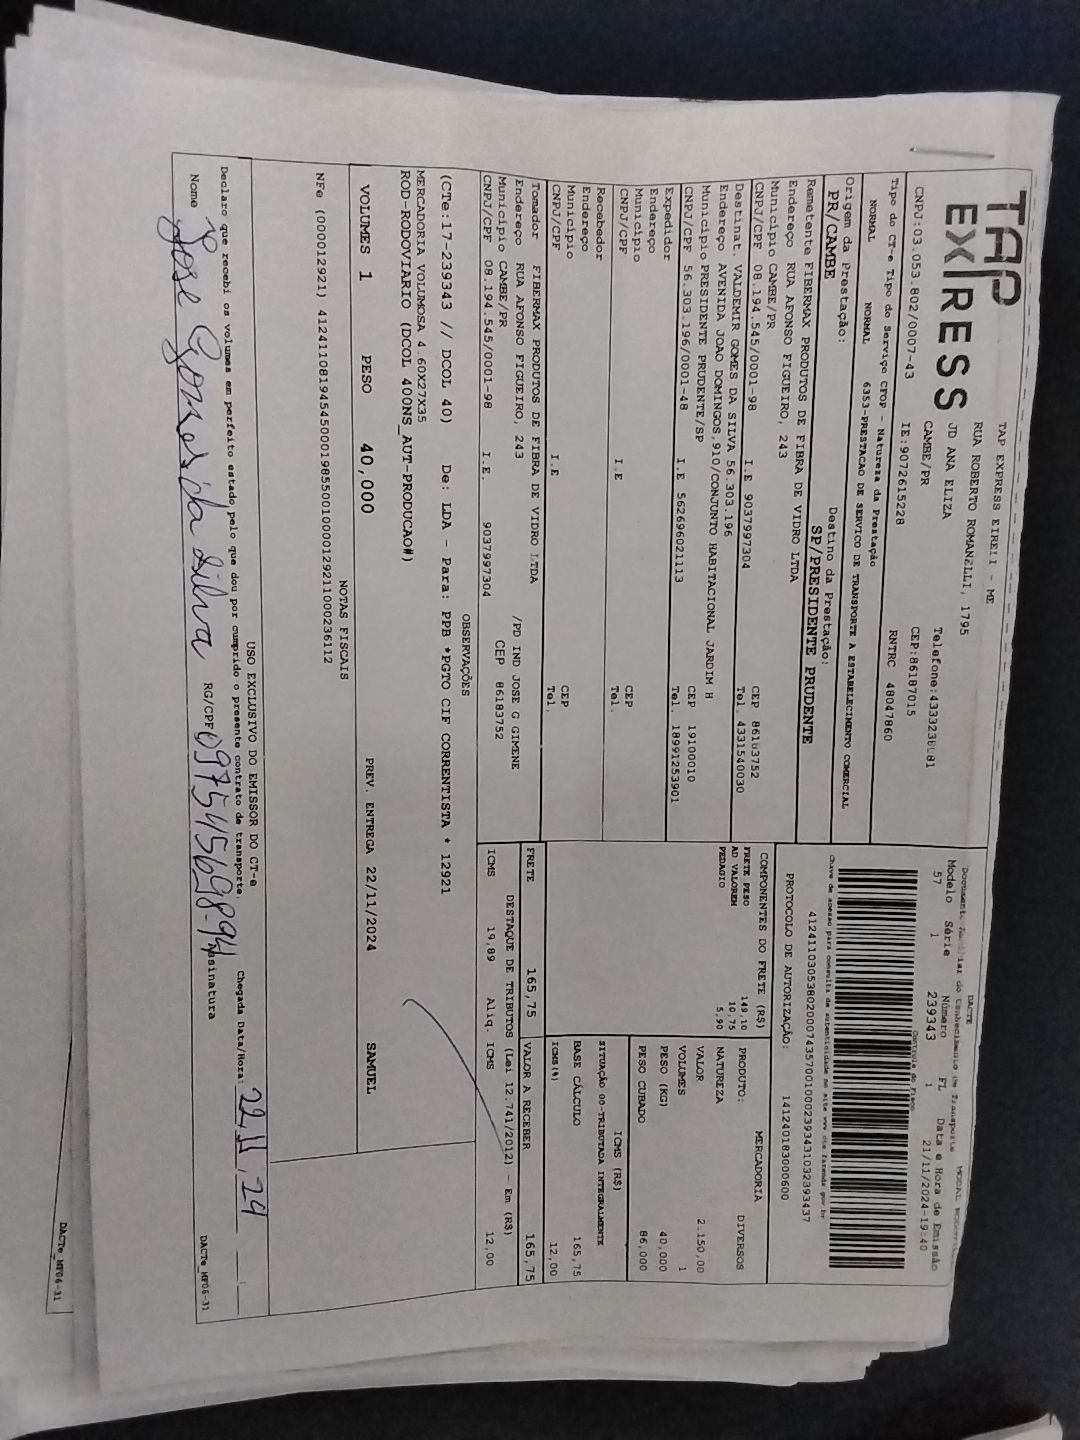 TAP
EXPRESS
TAP EXPRESS EIRELI - ME
RUA ROBERTO ROMANELLI, 1795
JD ANA ELIZA
CAMBE/PR
CEP:86187015
CNPJ:03.053.802/0007-43 IE:9072615228 RNTRC 48047860
Tipo do CT-e Tipo do Serviço CFOP - Natureza da Prestação
NORMAL NORMAL 6353-PRESTACAO DE SERVICO DE TRANSPORTE A ESTABELECIMENTO COMERCIAL
Origem da Prestação: Destino da Prestação:
PR/CAMBE SP/PRESIDENTE PRUDENTE
Remetente FIBERMAX PRODUTOS DE FIBRA DE VIDRO LTDA
Endereço RUA AFONSO FIGUEIRO, 243
Município CAMBE/PR CEP 86183752
CNPJ/CPF 08.194.545/0001-98 I.E 9037997304 Tel. 4331540030
Destinat. VALDEMIR GOMES DA SILVA 56.303.196
Endereço AVENIDA JOAO DOMINGOS,910/CONJUNTO HABITACIONAL JARDIM H
Município PRESIDENTE PRUDENTE/SP CEP 19100010
CNPJ/CPF 56.303.196/0001-48 I.E 562696021113 Tel. 18991253901
Expedidor
Endereço
Município CEP
CNPJ/CPF I.E Tel.
Recebedor
Endereço
Município CEP
CNPJ/CPF I.E Tel.
Tomador FIBERMAX PRODUTOS DE FIBRA DE VIDRO LTDA
Endereço RUA AFONSO FIGUEIRO, 243 /PD IND JOSE G GIMENE
Município CAMBE/PR CEP 86183752
CNPJ/CPF 08.194.545/0001-98 I.E. 9037997304
DACTE
Modelo Série Número FL Data e Hora de Emissão
57 1 239343 1 21/11/2024-19:40
Controle do Fisco
Chave de acesso para consulta de autenticidade no site www.cte.fazenda.gov.br
41241103053802000743570010002393431032393437
PROTOCOLO DE AUTORIZAÇÃO: 141240183000600
COMPONENTES DO FRETE (R$)
FRETE PESO 149,10
AD VALOREM 10,75
PEDAGIO 5,90
MERCADORIA
PRODUTO: DIVERSOS
NATUREZA
VALOR 2.150,00
VOLUMES 1
PESO (KG) 40,000
PESO CUBADO 86,000
ICMS (R$)
SITUAÇÃO 00-TRIBUTADA INTEGRALMENTE
BASE CÁLCULO 165,75
ICMS(%) 12,00
FRETE 165,75 VALOR A RECEBER 165,75
DESTAQUE DE TRIBUTOS (Lei 12.741/2012) - Em (R$)
ICMS 19,89 Aliq. ICMS 12,00
OBSERVAÇÕES
(CTe:17-239343 // DCOL 40) De: LDA - Para: PPB *PGTO CIF CORRENTISTA * 12921
MERCADORIA VOLUMOSA 4.60X27X35
ROD-RODOVIARIO (DCOL 400NS_AUT-PRODUCAO#)
VOLUMES 1 PESO 40,000 PREV. ENTREGA 22/11/2024 SAMUEL
NOTAS FISCAIS
NFe (000012921) 41241108194545000198550010000129211000236112
USO EXCLUSIVO DO EMISSOR DO CT-e
Declaro que recebi os volumes em perfeito estado pelo que dou por cumprido o presente contrato de transporte. Chegada Data/Hora: 22/11/24
Nome Jose Gomes da Silva RG/CPF 09754569894 Assinatura
DACTe_MF06-31
DACTe_MF06-31